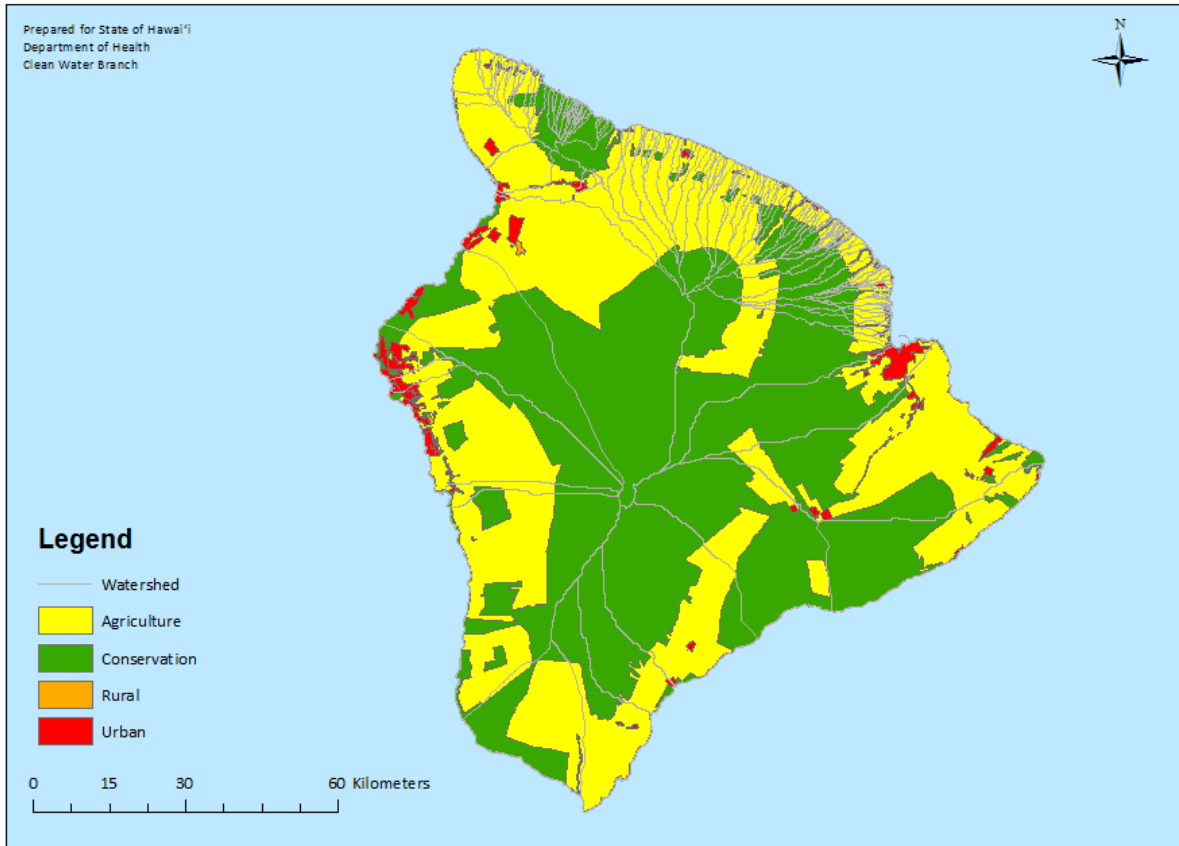 Prepared for State of Hawai‘i
Department of Health
Clean Water Branch
N
Legend
Watershed
Agriculture
Conservation
Rural
Urban
0 15 30 60 Kilometers